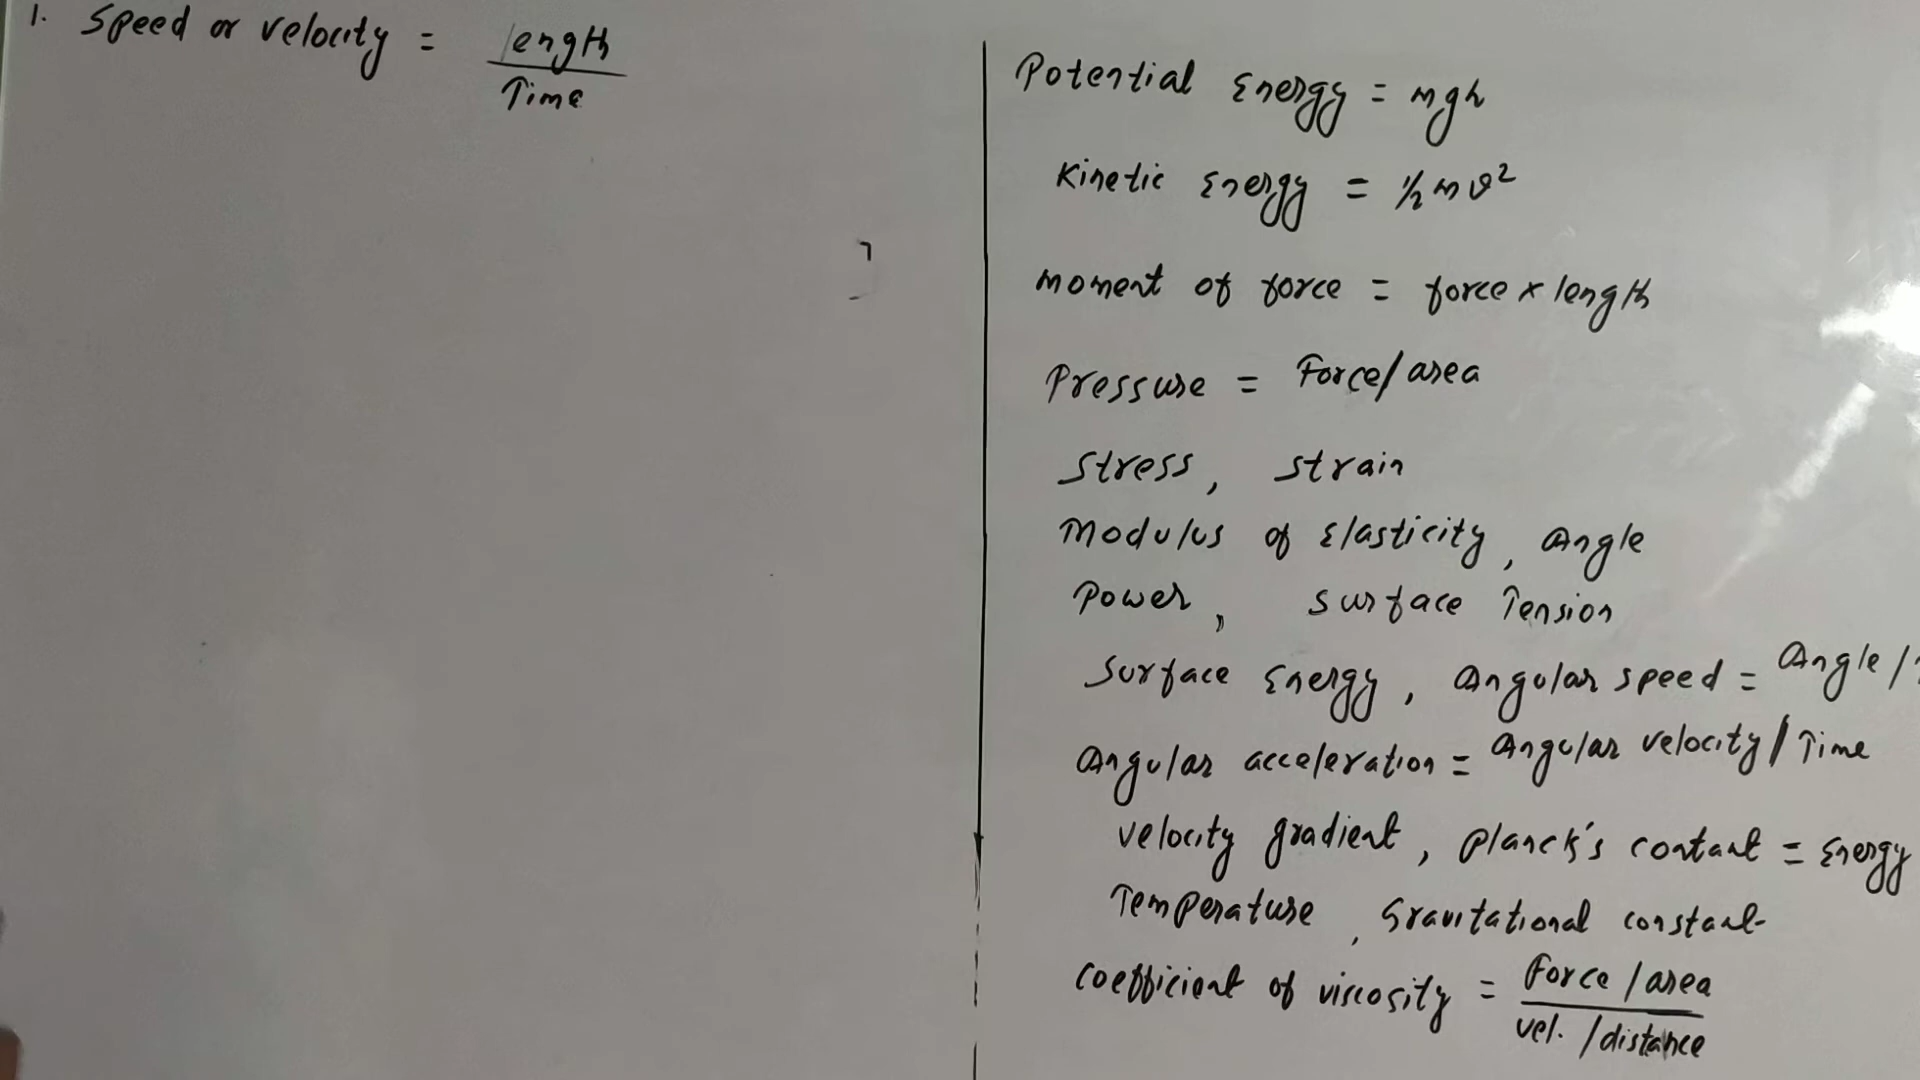 1. Speed or velocity = length
Time
]
Potential Energy = mgh
Kinetic Energy = 1/2 mv²
moment of force = force x length
Pressure = Force/area
Stress, strain
Modulus of Elasticity, Angle
Power, Surface Tension
Surface Energy, Angular speed = Angle/
Angular acceleration = Angular velocity/Time
velocity gradient, Planck's contant = Energy
Temperature, Gravitational constant
coefficient of viscosity = Force/area
vel./distance